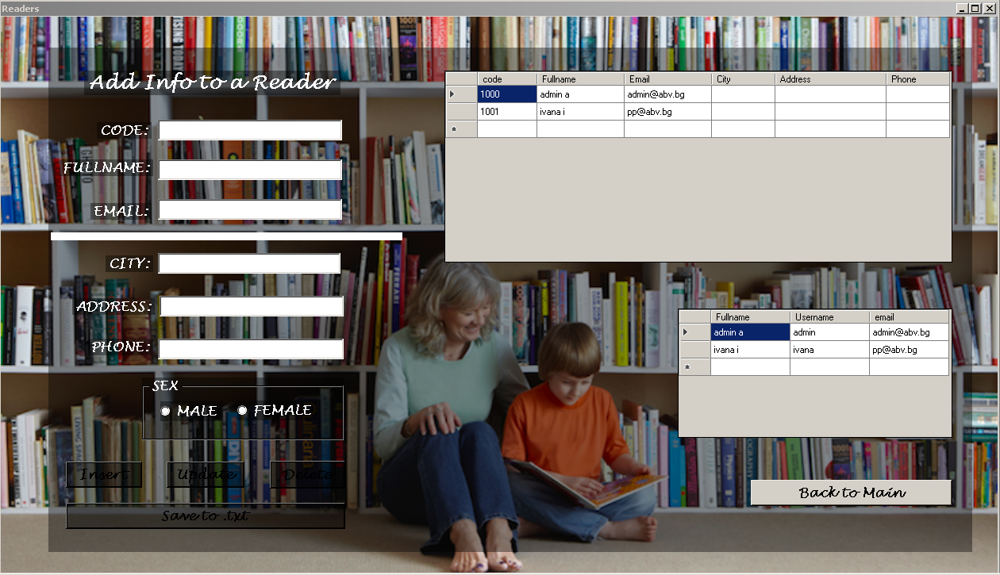 Readers
Add Info to a Reader
CODE:
FULLNAME:
EMAIL:
CITY:
ADDRESS:
PHONE:
SEX
MALE FEMALE
Insert Update Delete
Save to .txt
code Fullname Email City Address Phone
1000 admin a admin@abv.bg
1001 ivana i pp@abv.bg
Fullname Username email
admin a admin admin@abv.bg
ivana i ivana pp@abv.bg
Back to Main